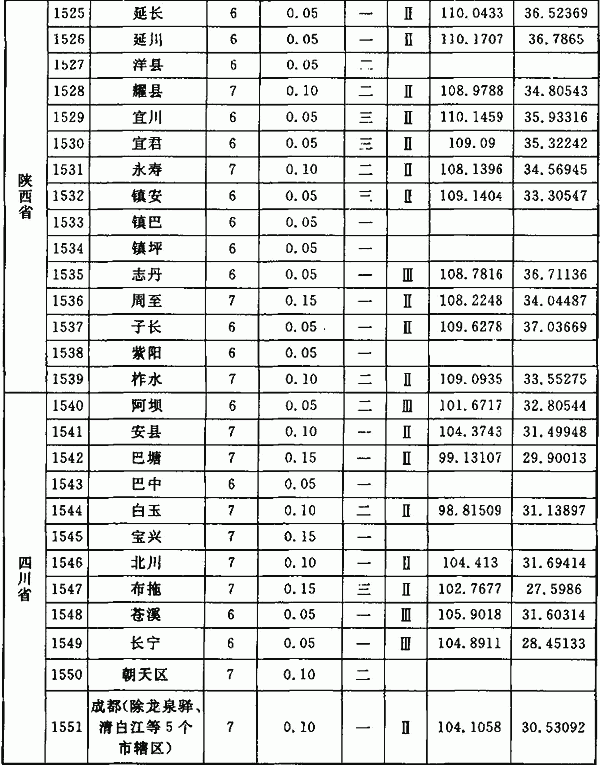 陕西省
1525 延长 6 0.05 一 Ⅱ 110.0433 36.52369
1526 延川 6 0.05 一 Ⅱ 110.1707 36.7865
1527 洋县 6 0.05 二
1528 耀县 7 0.10 二 Ⅱ 108.9788 34.80543
1529 宜川 6 0.05 三 Ⅱ 110.1459 35.93316
1530 宜君 6 0.05 三 Ⅱ 109.09 35.32242
1531 永寿 7 0.10 二 Ⅱ 108.1396 34.56945
1532 镇安 6 0.05 三 Ⅱ 109.1404 33.30547
1533 镇巴 6 0.05 一
1534 镇坪 6 0.05 一
1535 志丹 6 0.05 一 Ⅲ 108.7816 36.71136
1536 周至 7 0.15 一 Ⅱ 108.2248 34.04487
1537 子长 6 0.05 一 Ⅱ 109.6278 37.03669
1538 紫阳 6 0.05 一
1539 柞水 7 0.10 二 Ⅱ 109.0935 33.55275
四川省
1540 阿坝 6 0.05 二 Ⅲ 101.6717 32.80544
1541 安县 7 0.10 一 Ⅱ 104.3743 31.49948
1542 巴塘 7 0.15 一 Ⅱ 99.13107 29.90013
1543 巴中 6 0.05 一
1544 白玉 7 0.10 二 Ⅱ 98.81509 31.13897
1545 宝兴 7 0.15 一
1546 北川 7 0.10 一 Ⅱ 104.413 31.69414
1547 布拖 7 0.15 三 Ⅱ 102.7677 27.5986
1548 苍溪 6 0.05 一 Ⅲ 105.9018 31.60314
1549 长宁 6 0.05 一 Ⅲ 104.8911 28.45133
1550 朝天区 7 0.10 二
成都(除龙泉驿、
1551 清白江等5个 7 0.10 一 Ⅱ 104.1058 30.53092
市辖区)